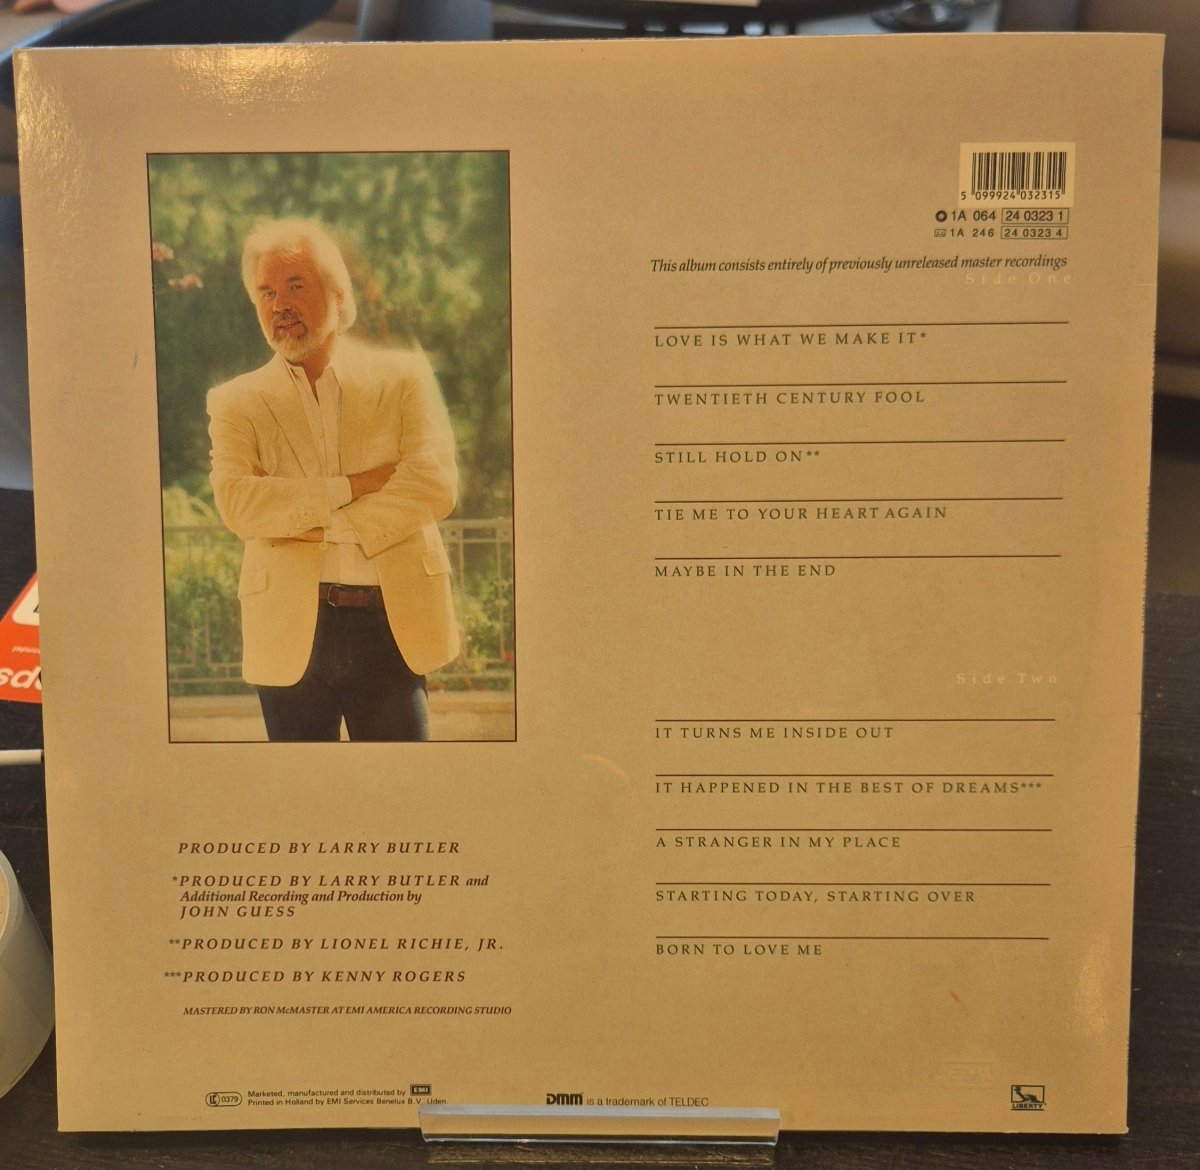 5 099924 032315
1A 064 24 0323 1
1A 246 24 0323 4
This album consists entirely of previously unreleased master recordings
Side One
LOVE IS WHAT WE MAKE IT*
TWENTIETH CENTURY FOOL
STILL HOLD ON**
TIE ME TO YOUR HEART AGAIN
MAYBE IN THE END
Side Two
IT TURNS ME INSIDE OUT
IT HAPPENED IN THE BEST OF DREAMS***
A STRANGER IN MY PLACE
STARTING TODAY, STARTING OVER
BORN TO LOVE ME
PRODUCED BY LARRY BUTLER
*PRODUCED BY LARRY BUTLER and
Additional Recording and Production by
JOHN GUESS
**PRODUCED BY LIONEL RICHIE, JR.
***PRODUCED BY KENNY ROGERS
MASTERED BY RON McMASTER AT EMI AMERICA RECORDING STUDIO
LC 0379
Marketed, manufactured and distributed by EMI
Printed in Holland by EMI Services Benelux B.V. Uden.
DMM is a trademark of TELDEC
LIBERTY